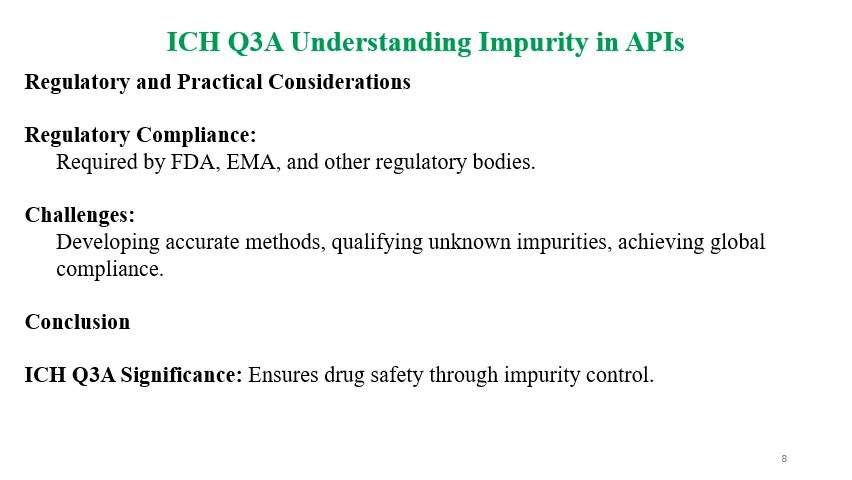 ICH Q3A Understanding Impurity in APIs
Regulatory and Practical Considerations
Regulatory Compliance:
Required by FDA, EMA, and other regulatory bodies.
Challenges:
Developing accurate methods, qualifying unknown impurities, achieving global
compliance.
Conclusion
ICH Q3A Significance: Ensures drug safety through impurity control.
8